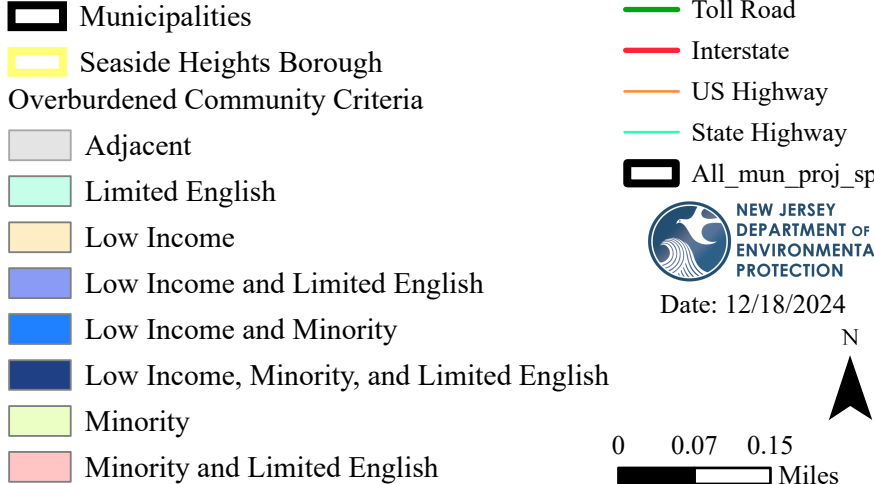 Municipalities
Seaside Heights Borough
Overburdened Community Criteria
Adjacent
Limited English
Low Income
Low Income and Limited English
Low Income and Minority
Low Income, Minority, and Limited English
Minority
Minority and Limited English
Toll Road
Interstate
US Highway
State Highway
All_mun_proj_sp
NEW JERSEY
DEPARTMENT OF
ENVIRONMENTA
PROTECTION
Date: 12/18/2024
N
0 0.07 0.15
Miles